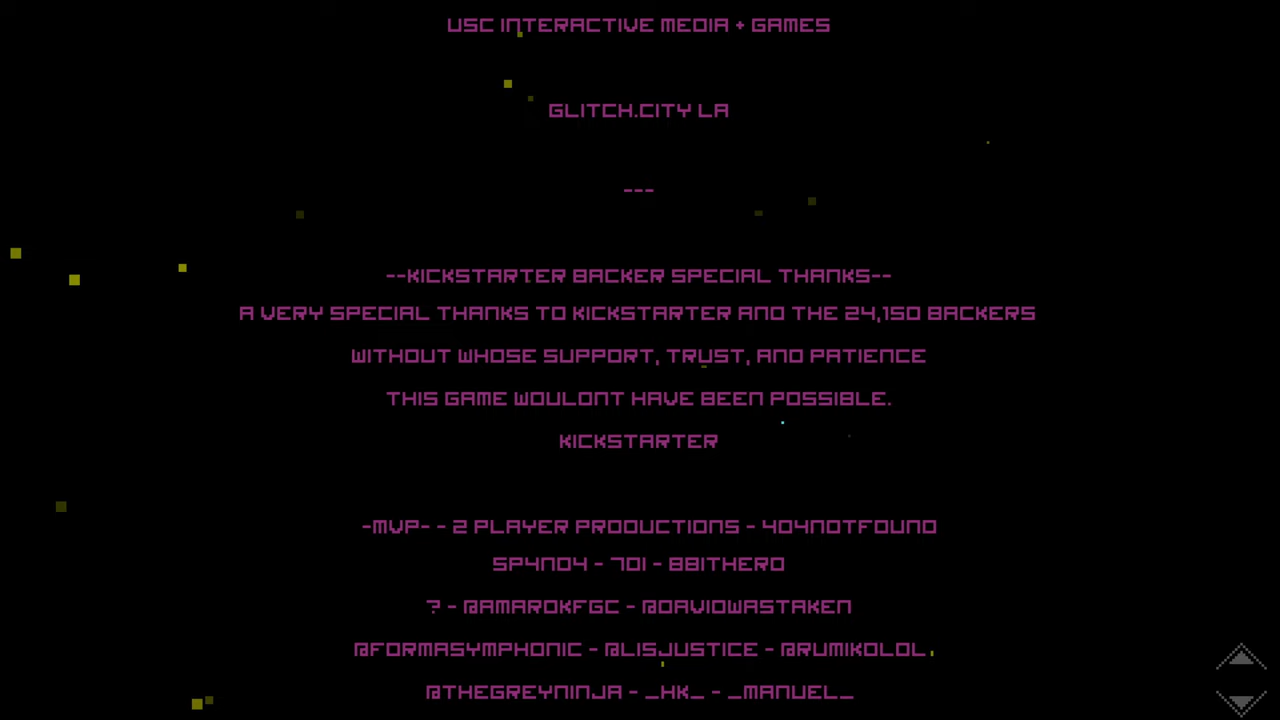 USC INTERACTIVE MEDIA + GAMES
GLITCH.CITY LA
---
--KICKSTARTER BACKER SPECIAL THANKS--
A VERY SPECIAL THANKS TO KICKSTARTER AND THE 24,150 BACKERS
WITHOUT WHOSE SUPPORT, TRUST, AND PATIENCE
THIS GAME WOULDNT HAVE BEEN POSSIBLE.
KICKSTARTER
-MVP- - 2 PLAYER PRODUCTIONS - 404NOTFOUND
5P4N04 - 701 - 88ITHERO
? - @AMAROKFGC - @DAVIDWASTAKEN
@FORMASYMPHONIC - @LISJUSTICE - @RUMIKOLOL
@THEGREYNINJA - _HK_ - _MANUEL_